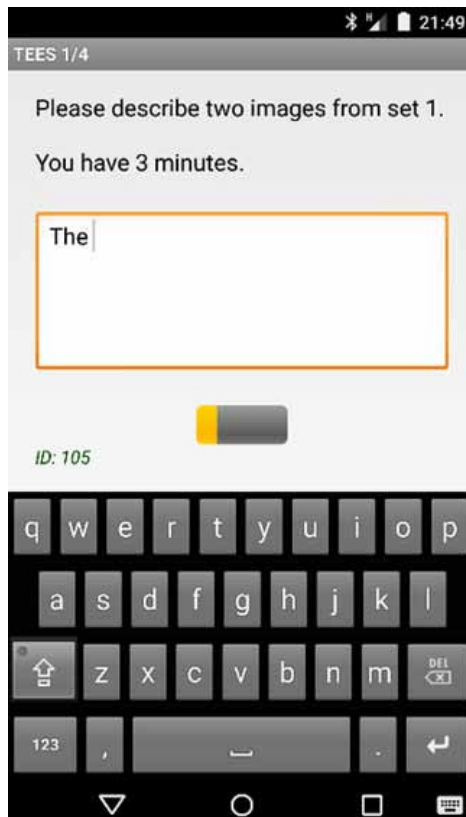 H 21:49
TEES 1/4
Please describe two images from set 1.
You have 3 minutes.
The
ID: 105
q w e r t y u i o p
a s d f g h j k l
z x c v b n m DEL
123 , .